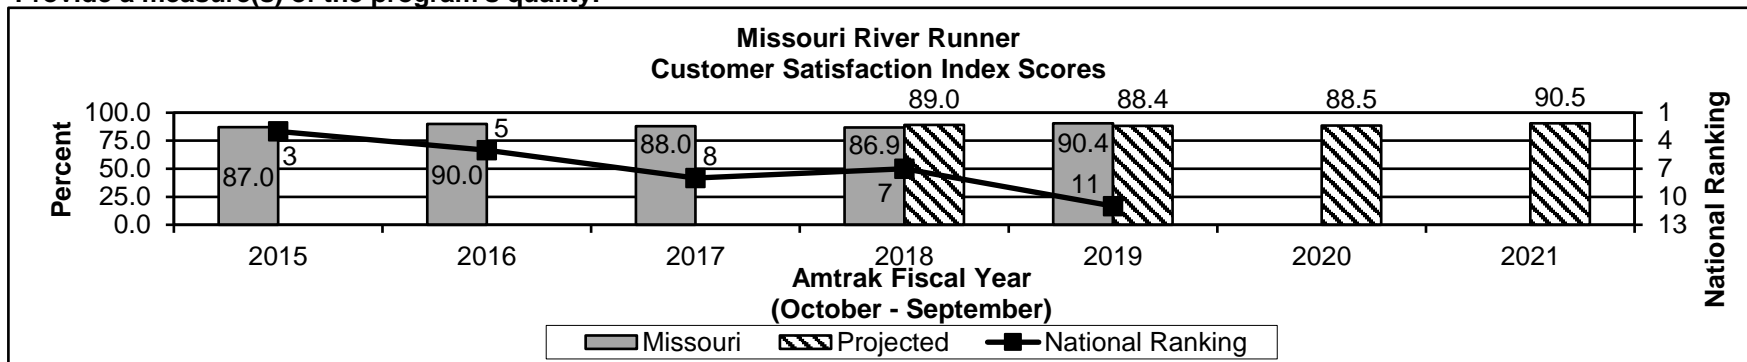 Provide a measure(s) of the program's quality.
Missouri River Runner
Customer Satisfaction Index Scores
89.0 88.4 88.5 90.5
100.0 75.0 50.0 25.0 0.0
Percent
87.0 90.0 88.0 86.9 90.4
3 5 8 7 11
1 4 7 10 13
National Ranking
2015 2016 2017 2018 2019 2020 2021
Amtrak Fiscal Year
(October - September)
Missouri Projected National Ranking